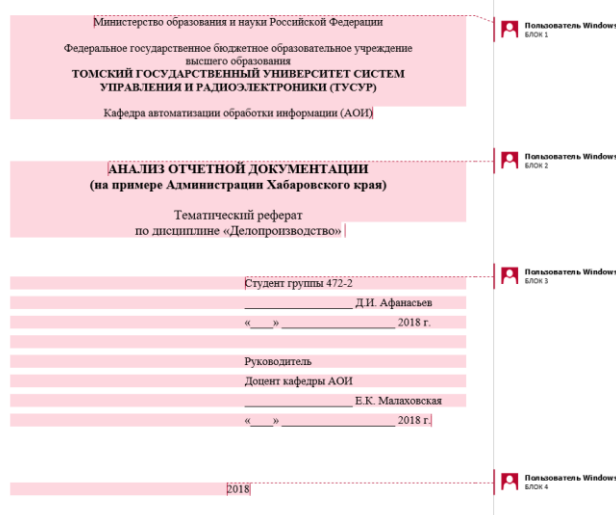 Министерство образования и науки Российской Федерации
Пользователь Windows
БЛОК 1
Федеральное государственное бюджетное образовательное учреждение
высшего образования
ТОМСКИЙ ГОСУДАРСТВЕННЫЙ УНИВЕРСИТЕТ СИСТЕМ
УПРАВЛЕНИЯ И РАДИОЭЛЕКТРОНИКИ (ТУСУР)
Кафедра автоматизации обработки информации (АОИ)
Пользователь Windows
БЛОК 2
АНАЛИЗ ОТЧЕТНОЙ ДОКУМЕНТАЦИИ
(на примере Администрации Хабаровского края)
Тематический реферат
по дисциплине «Делопроизводство»
Пользователь Windows
БЛОК 3
Студент группы 472-2
__________________ Д.И. Афанасьев
«____» ___________________ 2018 г.
Руководитель
Доцент кафедры АОИ
__________________ Е.К. Малаховская
«____» ___________________ 2018 г.
Пользователь Windows
БЛОК 4
2018